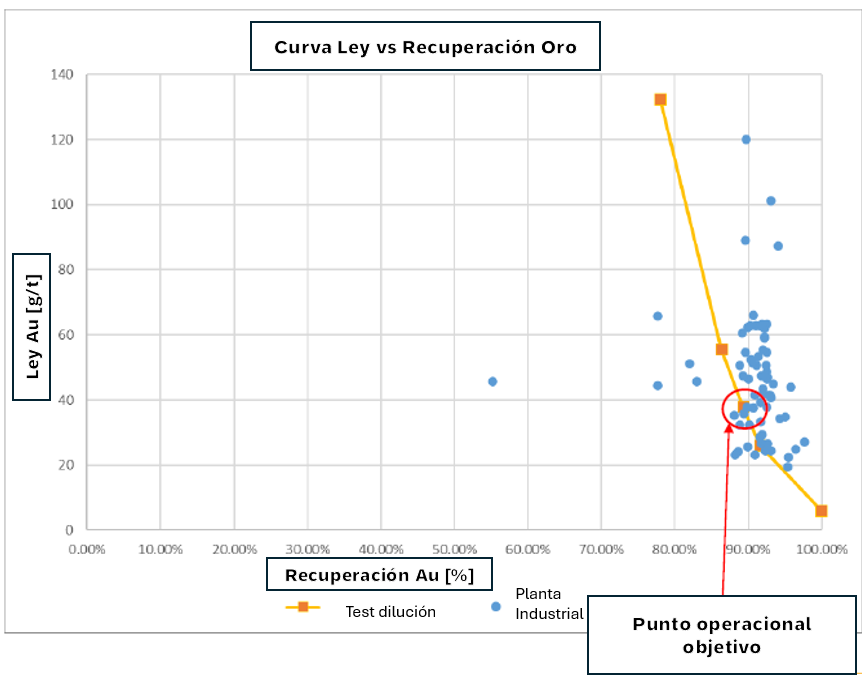 Curva Ley vs Recuperación Oro
140
120
100
80
60
40
20
0
Ley Au [g/t]
0.00% 10.00% 20.00% 30.00% 40.00% 50.00% 60.00% 70.00% 80.00% 90.00% 100.00%
Recuperación Au [%]
Test dilución
Planta
Industrial
Punto operacional
objetivo